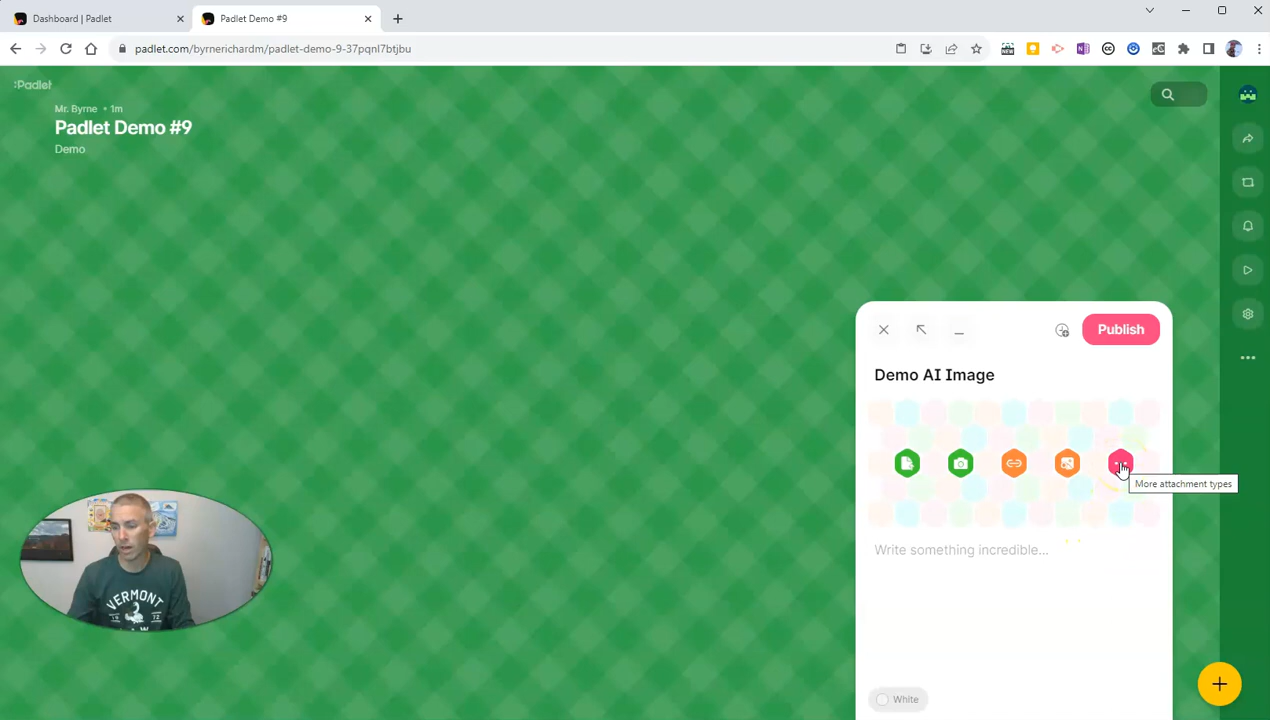 Dashboard | Padlet
Padlet Demo #9
padlet.com/byrnerichardm/padlet-demo-9-37pqnl7btjbu
NEW
:Padlet
Mr. Byrne • 1m
Padlet Demo #9
Demo
Publish
Demo AI Image
More attachment types
Write something incredible...
VERMONT
White